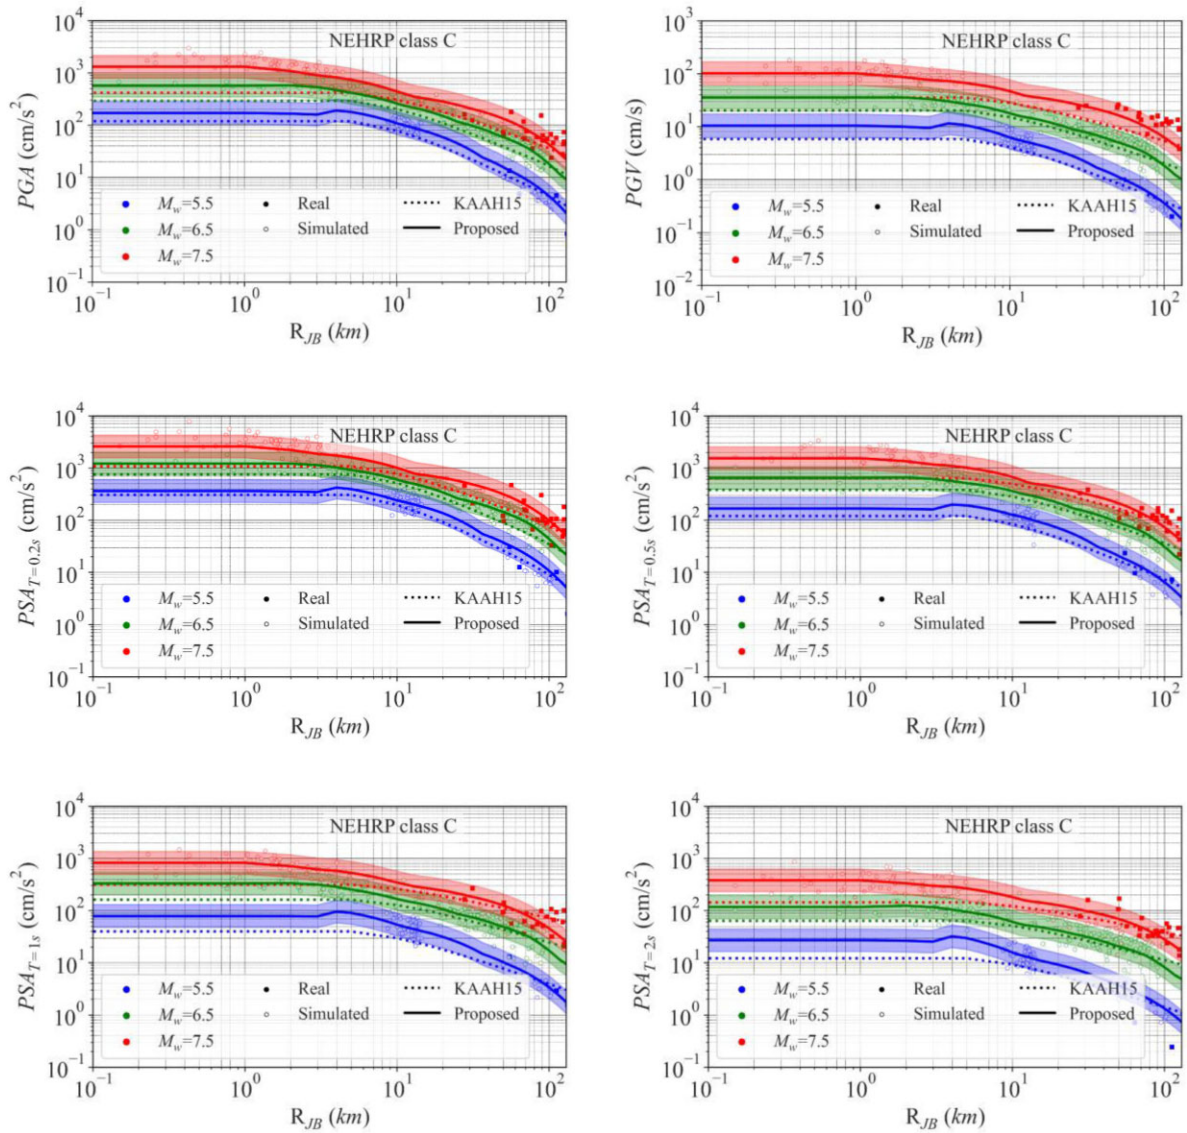 10⁴
10³
10²
10¹
10⁰
10⁻¹
PGA (cm/s²)
NEHRP class C
M_w=5.5
Real
KAAH15
M_w=6.5
Simulated
Proposed
M_w=7.5
10⁻¹
10⁰
10¹
10²
R_JB (km)
10³
10²
10¹
10⁰
10⁻¹
10⁻²
PGV (cm/s)
NEHRP class C
M_w=5.5
Real
KAAH15
M_w=6.5
Simulated
Proposed
M_w=7.5
10⁻¹
10⁰
10¹
10²
R_JB (km)
10⁴
10³
10²
10¹
10⁰
10⁻¹
PSA_T=0.2s (cm/s²)
NEHRP class C
M_w=5.5
Real
KAAH15
M_w=6.5
Simulated
Proposed
M_w=7.5
10⁻¹
10⁰
10¹
10²
R_JB (km)
10⁴
10³
10²
10¹
10⁰
10⁻¹
PSA_T=0.5s (cm/s²)
NEHRP class C
M_w=5.5
Real
KAAH15
M_w=6.5
Simulated
Proposed
M_w=7.5
10⁻¹
10⁰
10¹
10²
R_JB (km)
10⁴
10³
10²
10¹
10⁰
10⁻¹
PSA_T=1s (cm/s²)
NEHRP class C
M_w=5.5
Real
KAAH15
M_w=6.5
Simulated
Proposed
M_w=7.5
10⁻¹
10⁰
10¹
10²
R_JB (km)
10⁴
10³
10²
10¹
10⁰
10⁻¹
PSA_T=2s (cm/s²)
NEHRP class C
M_w=5.5
Real
KAAH15
M_w=6.5
Simulated
Proposed
M_w=7.5
10⁻¹
10⁰
10¹
10²
R_JB (km)